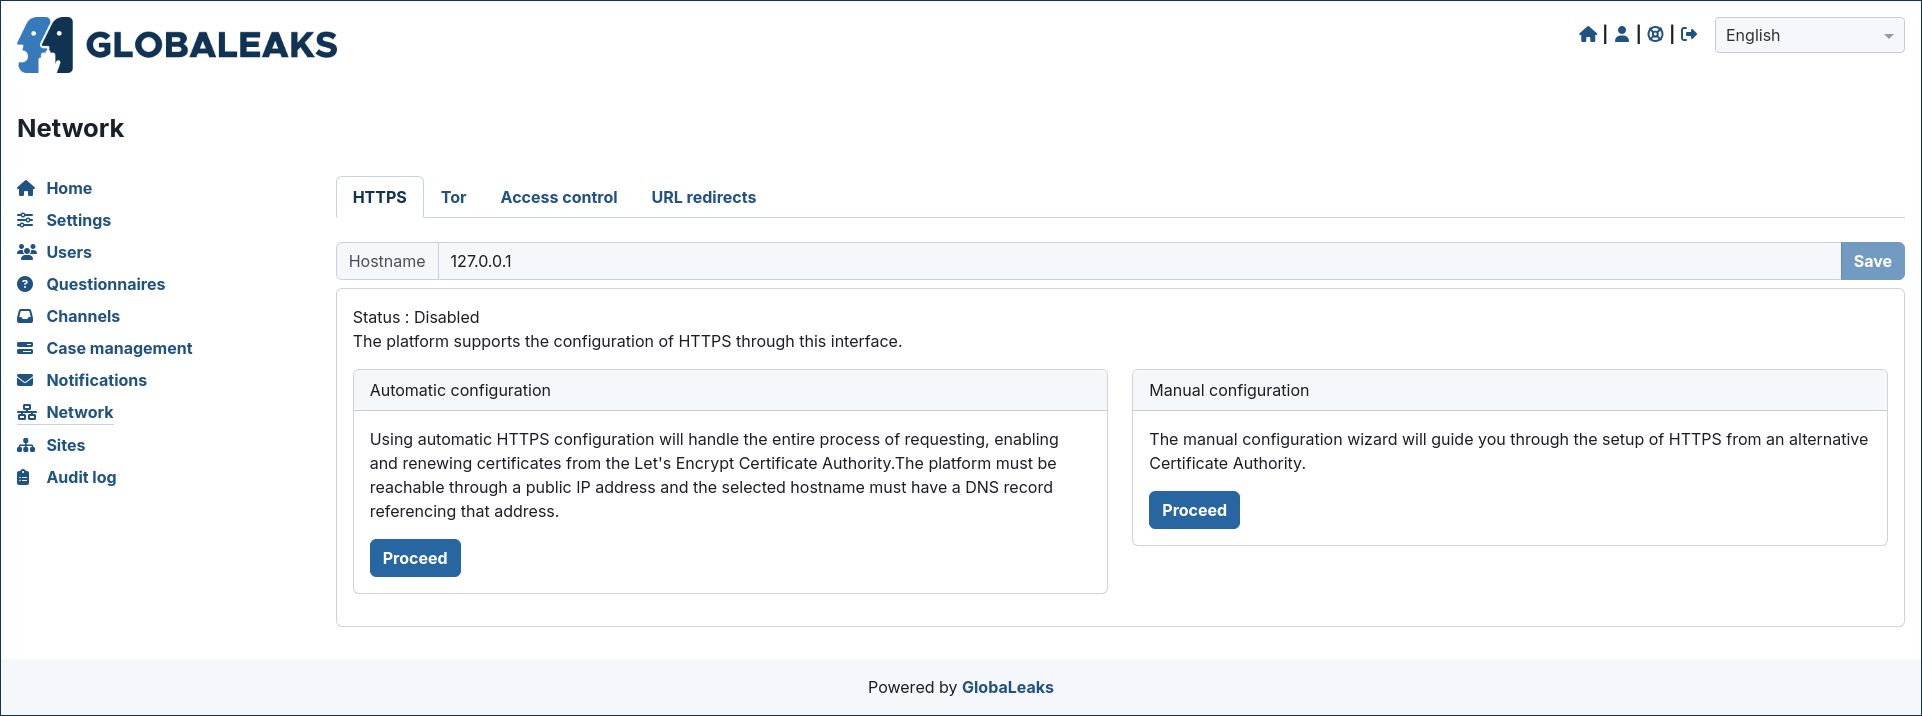 GLOBALEAKS
English
Network
Home
Settings
Users
Questionnaires
Channels
Case management
Notifications
Network
Sites
Audit log
HTTPS Tor Access control URL redirects
Hostname 127.0.0.1 Save
Status : Disabled
The platform supports the configuration of HTTPS through this interface.
Automatic configuration
Using automatic HTTPS configuration will handle the entire process of requesting, enabling
and renewing certificates from the Let's Encrypt Certificate Authority.The platform must be
reachable through a public IP address and the selected hostname must have a DNS record
referencing that address.
Proceed
Manual configuration
The manual configuration wizard will guide you through the setup of HTTPS from an alternative
Certificate Authority.
Proceed
Powered by GlobaLeaks